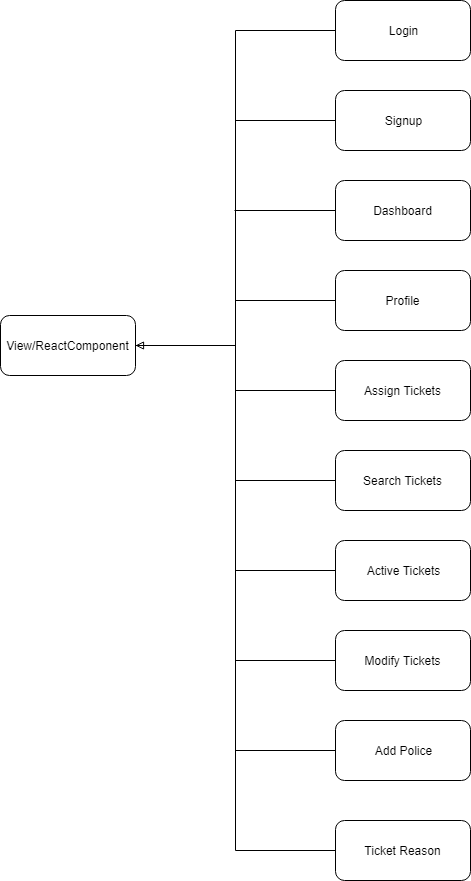 Login
Signup
Dashboard
Profile
View/ReactComponent
Assign Tickets
Search Tickets
Active Tickets
Modify Tickets
Add Police
Ticket Reason